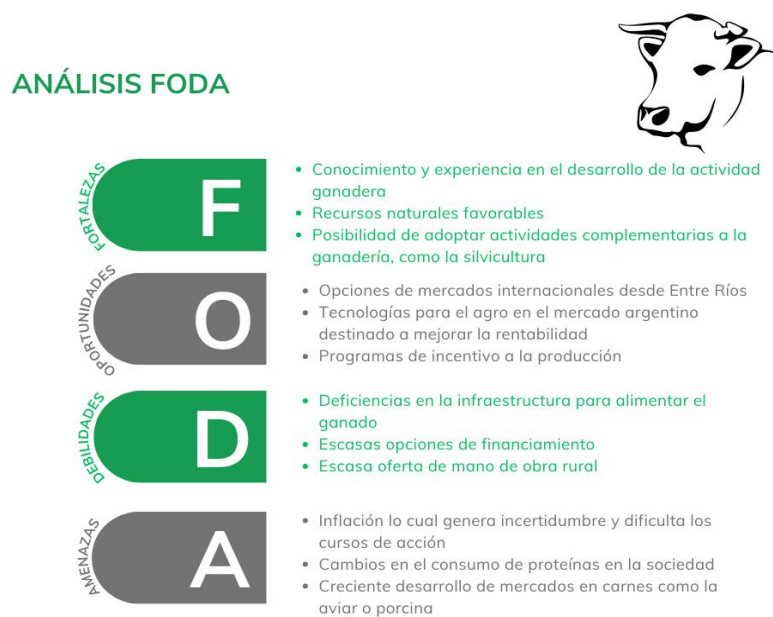 ANÁLISIS FODA
FORTALEZAS
F
• Conocimiento y experiencia en el desarrollo de la actividad
ganadera
• Recursos naturales favorables
• Posibilidad de adoptar actividades complementarias a la
ganadería, como la silvicultura
OPORTUNIDADES
O
• Opciones de mercados internacionales desde Entre Ríos
• Tecnologías para el agro en el mercado argentino
destinado a mejorar la rentabilidad
• Programas de incentivo a la producción
DEBILIDADES
D
• Deficiencias en la infraestructura para alimentar el
ganado
• Escasas opciones de financiamiento
• Escasa oferta de mano de obra rural
AMENAZAS
A
• Inflación lo cual genera incertidumbre y dificulta los
cursos de acción
• Cambios en el consumo de proteínas en la sociedad
• Creciente desarrollo de mercados en carnes como la
aviar o porcina